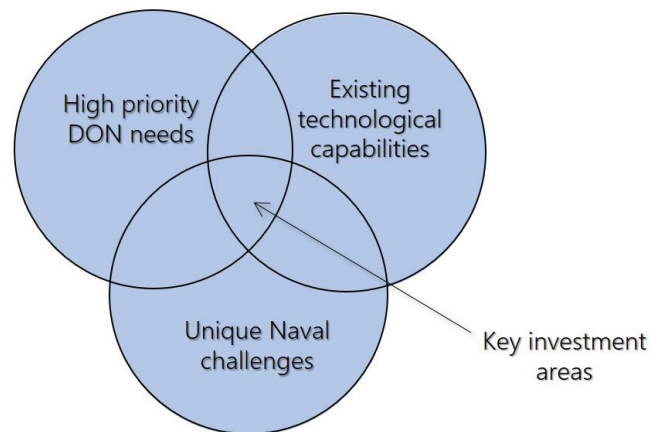 High priority
DON needs
Existing
technological
capabilities
Unique Naval
challenges
Key investment
areas